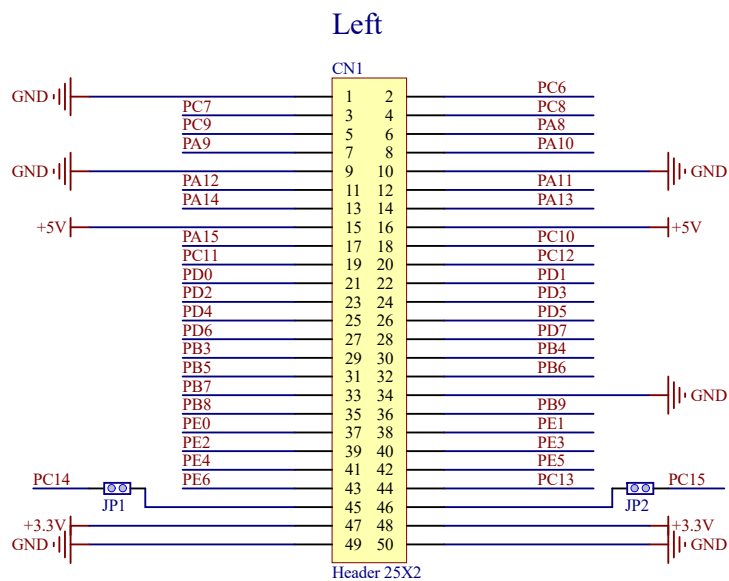 Left
CN1
GND 1 2 PC6
PC7 3 4 PC8
PC9 5 6 PA8
PA9 7 8 PA10
GND 9 10 GND
PA12 11 12 PA11
PA14 13 14 PA13
+5V 15 16 +5V
PA15 17 18 PC10
PC11 19 20 PC12
PD0 21 22 PD1
PD2 23 24 PD3
PD4 25 26 PD5
PD6 27 28 PD7
PB3 29 30 PB4
PB5 31 32 PB6
PB7 33 34 GND
PB8 35 36 PB9
PE0 37 38 PE1
PE2 39 40 PE3
PE4 41 42 PE5
PC14 PE6 43 44 PC13 PC15
JP1 45 46 JP2
+3.3V 47 48 +3.3V
GND 49 50 GND
Header 25X2